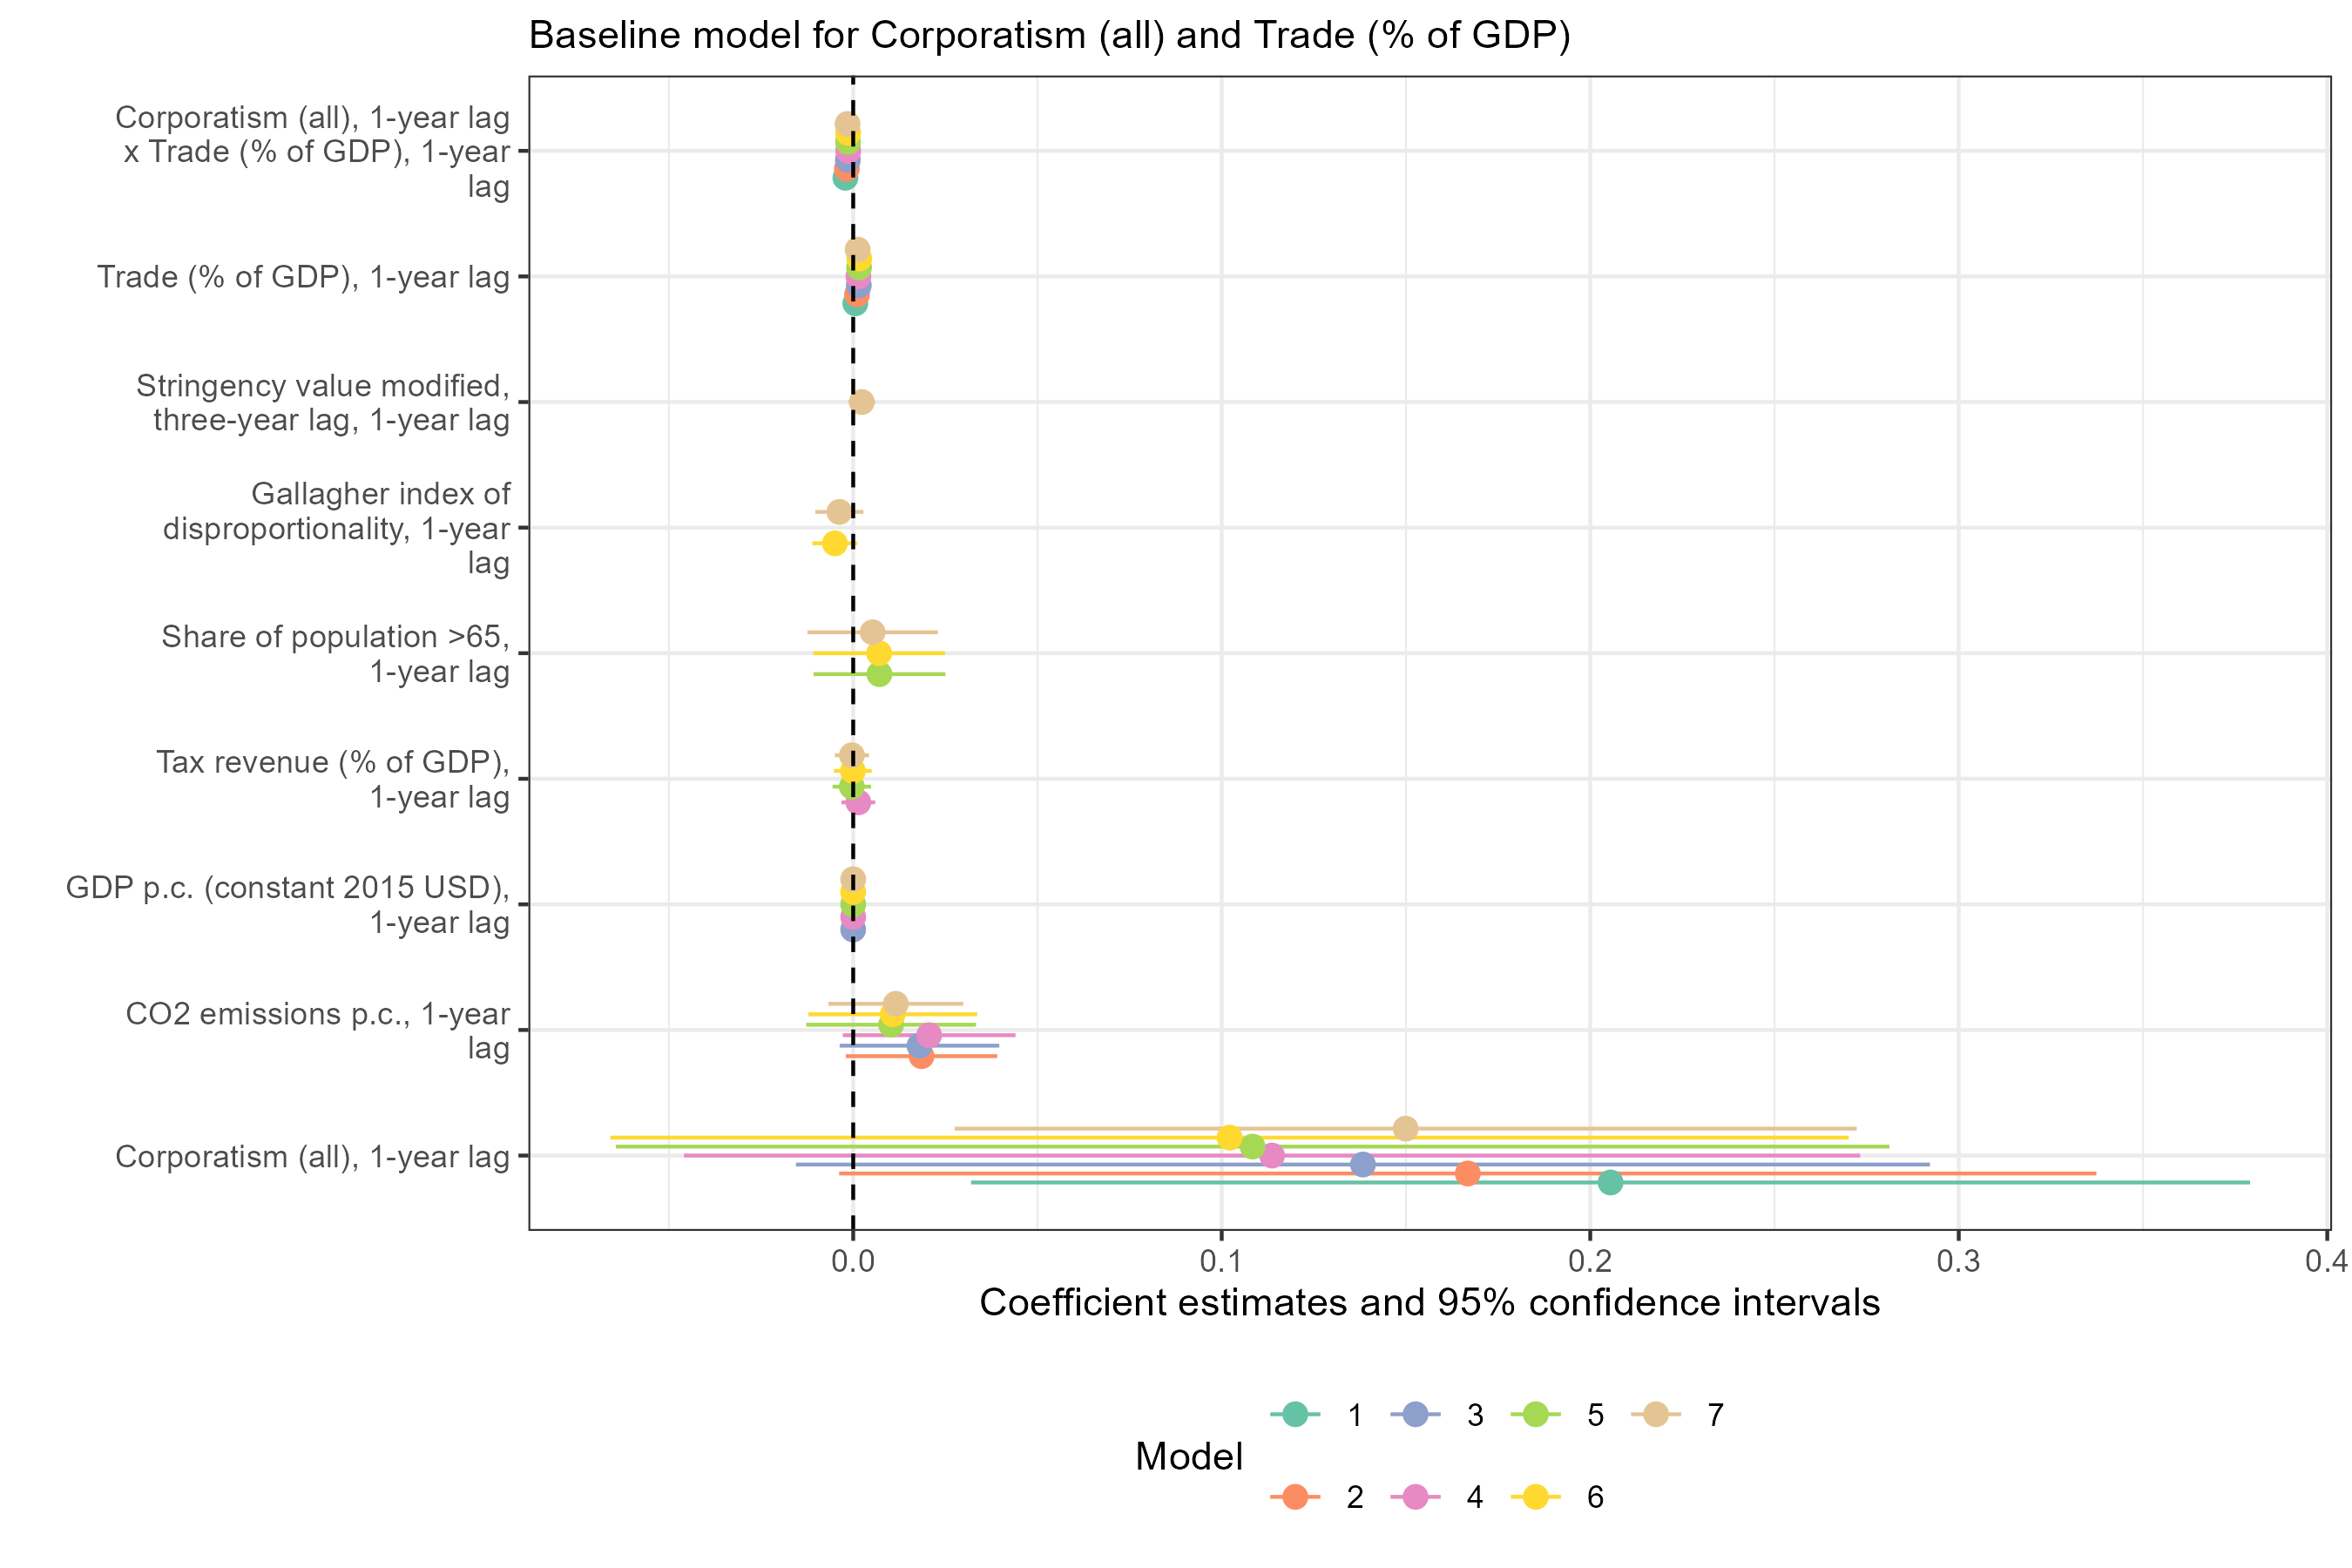 Baseline model for Corporatism (all) and Trade (% of GDP)
Corporatism (all), 1-year lag
x Trade (% of GDP), 1-year
lag
Trade (% of GDP), 1-year lag
Stringency value modified,
three-year lag, 1-year lag
Gallagher index of
disproportionality, 1-year
lag
Share of population >65,
1-year lag
Tax revenue (% of GDP),
1-year lag
GDP p.c. (constant 2015 USD),
1-year lag
CO2 emissions p.c., 1-year
lag
Corporatism (all), 1-year lag
0.0 0.1 0.2 0.3 0.4
Coefficient estimates and 95% confidence intervals
Model
1 3 5 7
2 4 6